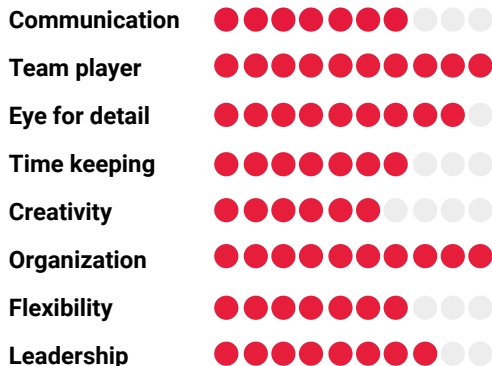 Communication
Team player
Eye for detail
Time keeping
Creativity
Organization
Flexibility
Leadership